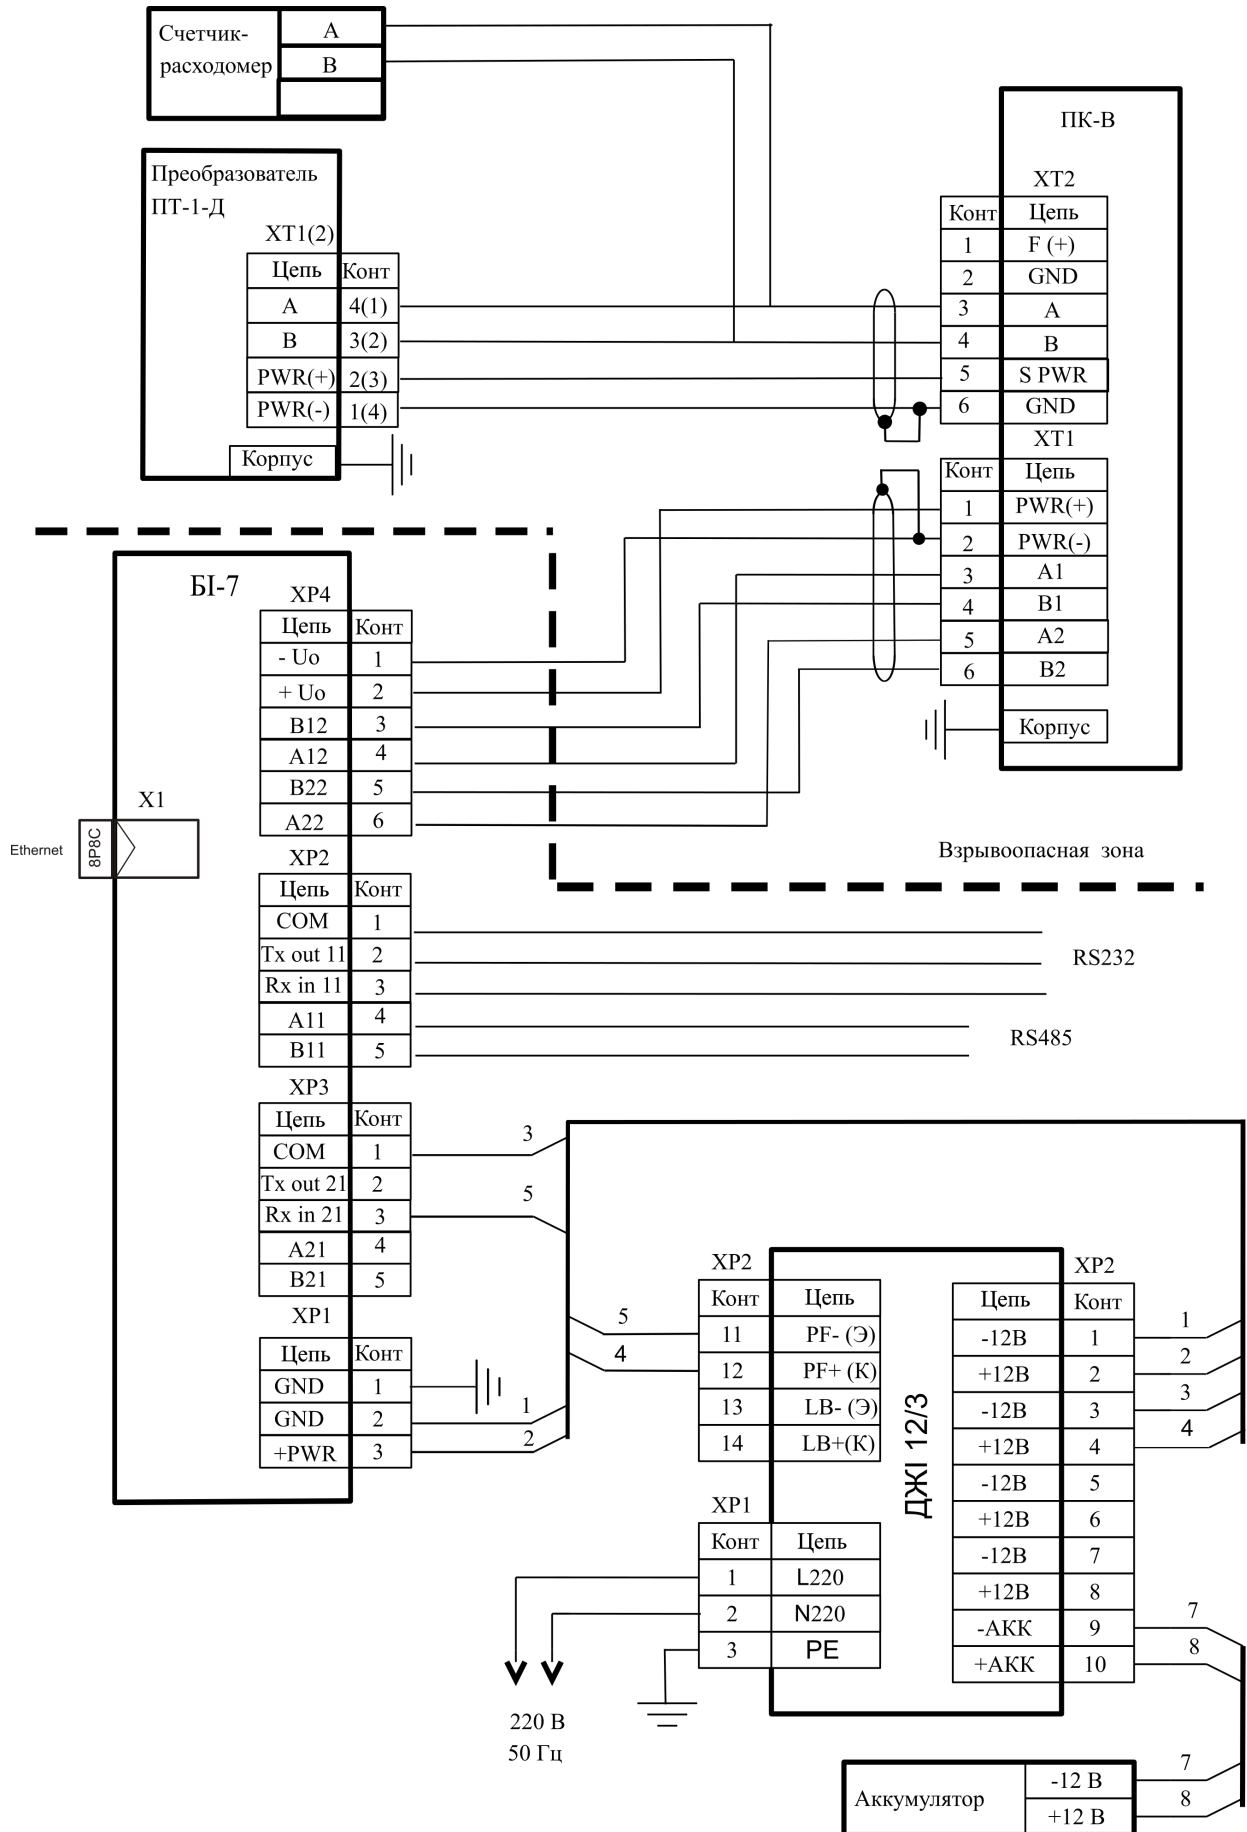 Счетчик-
расходомер
A
B
Преобразователь
ПТ-1-Д
XT1(2)
Цепь Конт
A 4(1)
B 3(2)
PWR(+) 2(3)
PWR(-) 1(4)
Корпус
ПК-В
XT2
Конт Цепь
1 F (+)
2 GND
3 A
4 B
5 S PWR
6 GND
XT1
Конт Цепь
1 PWR(+)
2 PWR(-)
3 A1
4 B1
5 A2
6 B2
Корпус
БІ-7
XP4
Цепь Конт
- Uo 1
+ Uo 2
B12 3
A12 4
B22 5
A22 6
X1
Ethernet
8P8C
Взрывоопасная зона
XP2
Цепь Конт
COM 1
Tx out 11 2
Rx in 11 3
A11 4
B11 5
RS232
RS485
XP3
Цепь Конт
COM 1
Tx out 21 2
Rx in 21 3
A21 4
B21 5
3
5
XP1
Цепь Конт
GND 1
GND 2
+PWR 3
1
2
5
4
XP2
Конт Цепь
11 PF- (Э)
12 PF+ (К)
13 LB- (Э)
14 LB+(К)
XP1
Конт Цепь
1 L220
2 N220
3 PE
220 В
50 Гц
ДЖІ 12/3
XP2
Цепь Конт
-12В 1
+12В 2
-12В 3
+12В 4
-12В 5
+12В 6
-12В 7
+12В 8
-АКК 9
+АКК 10
1
2
3
4
7
8
Аккумулятор
-12 В
+12 В
7
8